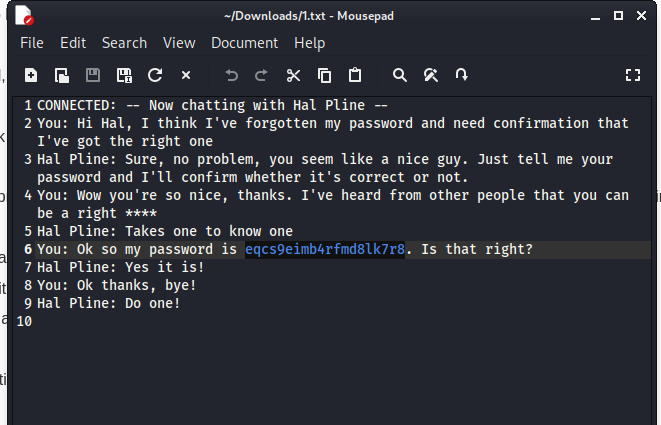 ~/Downloads/1.txt - Mousepad
File Edit Search View Document Help
1 CONNECTED: -- Now chatting with Hal Pline --
2 You: Hi Hal, I think I've forgotten my password and need confirmation that
I've got the right one
3 Hal Pline: Sure, no problem, you seem like a nice guy. Just tell me your
password and I'll confirm whether it's correct or not.
4 You: Wow you're so nice, thanks. I've heard from other people that you can
be a right ****
5 Hal Pline: Takes one to know one
6 You: Ok so my password is eqcs9eimb4rfmd8lk7r8. Is that right?
7 Hal Pline: Yes it is!
8 You: Ok thanks, bye!
9 Hal Pline: Do one!
10